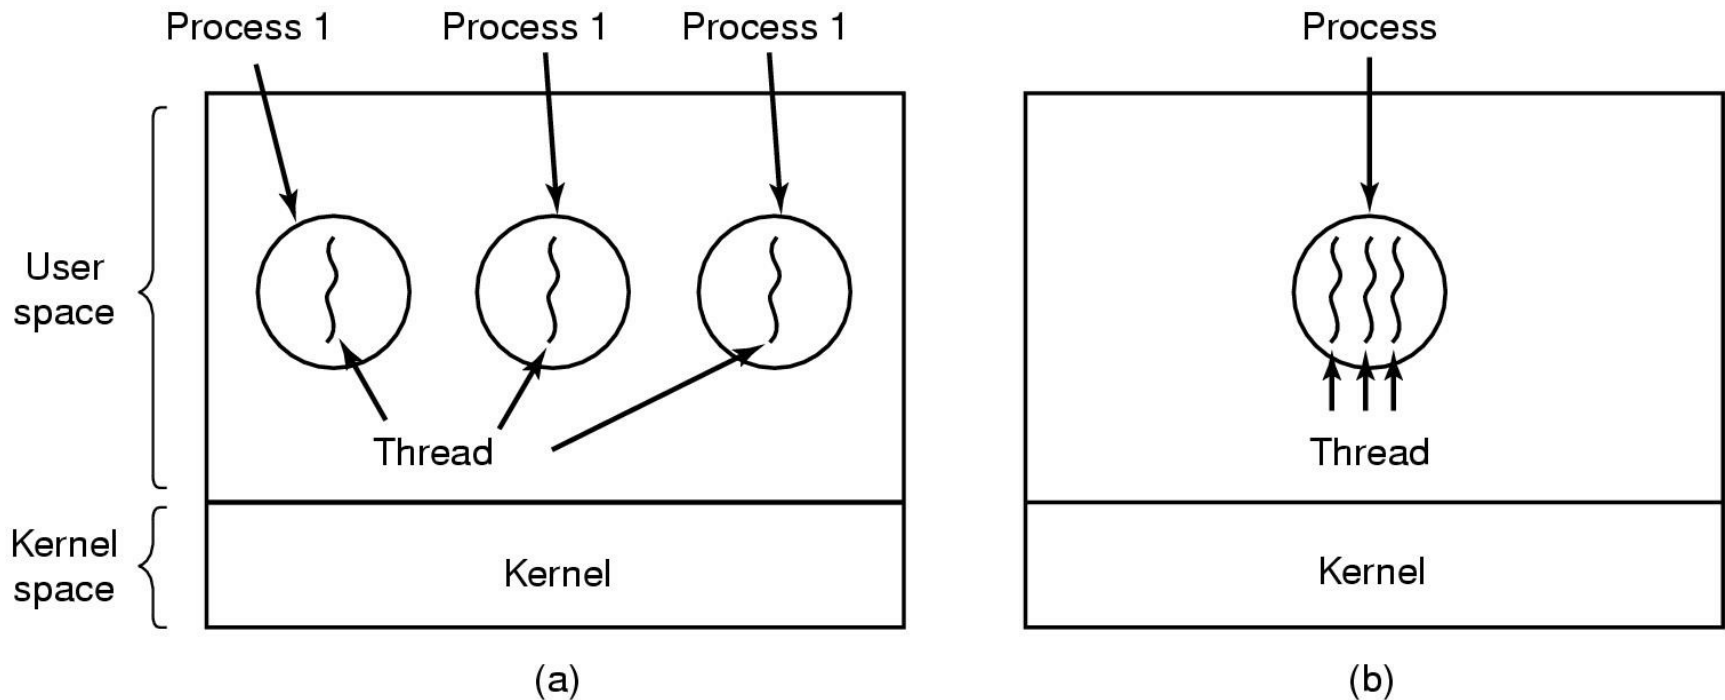 Process 1 Process 1 Process 1 Process
User
space
Thread Thread
Kernel
space
Kernel Kernel
(a) (b)